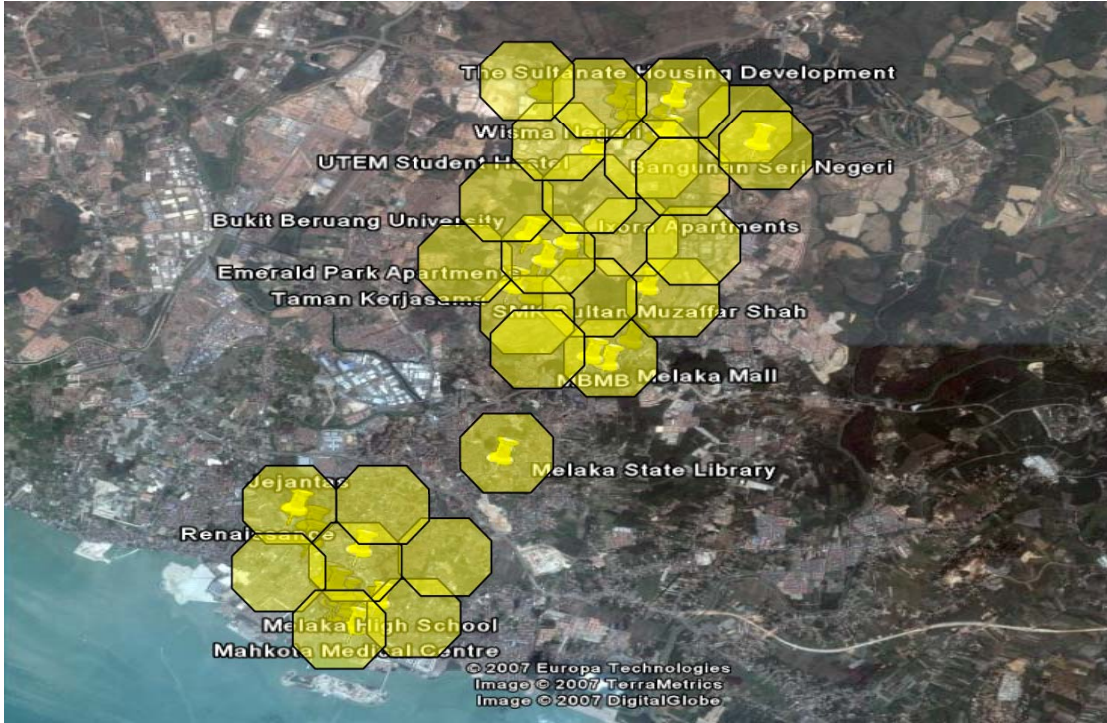 The Sultanate Housing Development
Wisma Negeri
UTEM Student Hostel
Bangunan Seri Negeri
Bukit Beruang University
Ixora Apartments
Emerald Park Apartments
Taman Kerjasama
SMK Sultan Muzaffar Shah
MBMB
Melaka Mall
Melaka State Library
Jejantas
Renaissance
Melaka High School
Mahkota Medical Centre
© 2007 Europa Technologies
Image © 2007 TerraMetrics
Image © 2007 DigitalGlobe